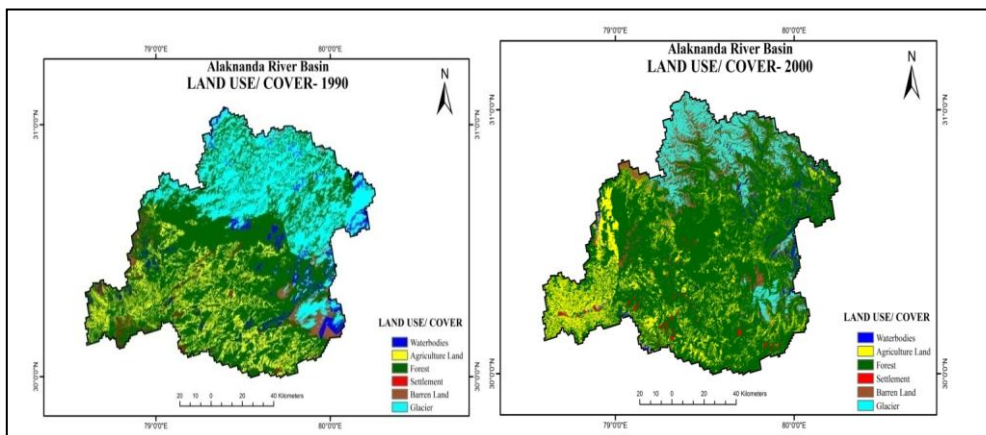 79°0'0"E 80°0'0"E
Alaknanda River Basin
LAND USE/ COVER- 1990
N
31°0'0"N
30°0'0"N
31°0'0"N
30°0'0"N
LAND USE/ COVER
Waterbodies
Agriculture Land
Forest
Settlement
Barren Land
Glacier
20 10 0 20 40 Kilometers
79°0'0"E 80°0'0"E
79°0'0"E 80°0'0"E
Alaknanda River Basin
LAND USE/ COVER- 2000
N
31°0'0"N
30°0'0"N
31°0'0"N
30°0'0"N
LAND USE/ COVER
Waterbodies
Agriculture Land
Forest
Settlement
Barren Land
Glacier
20 10 0 20 40 Kilometers
79°0'0"E 80°0'0"E